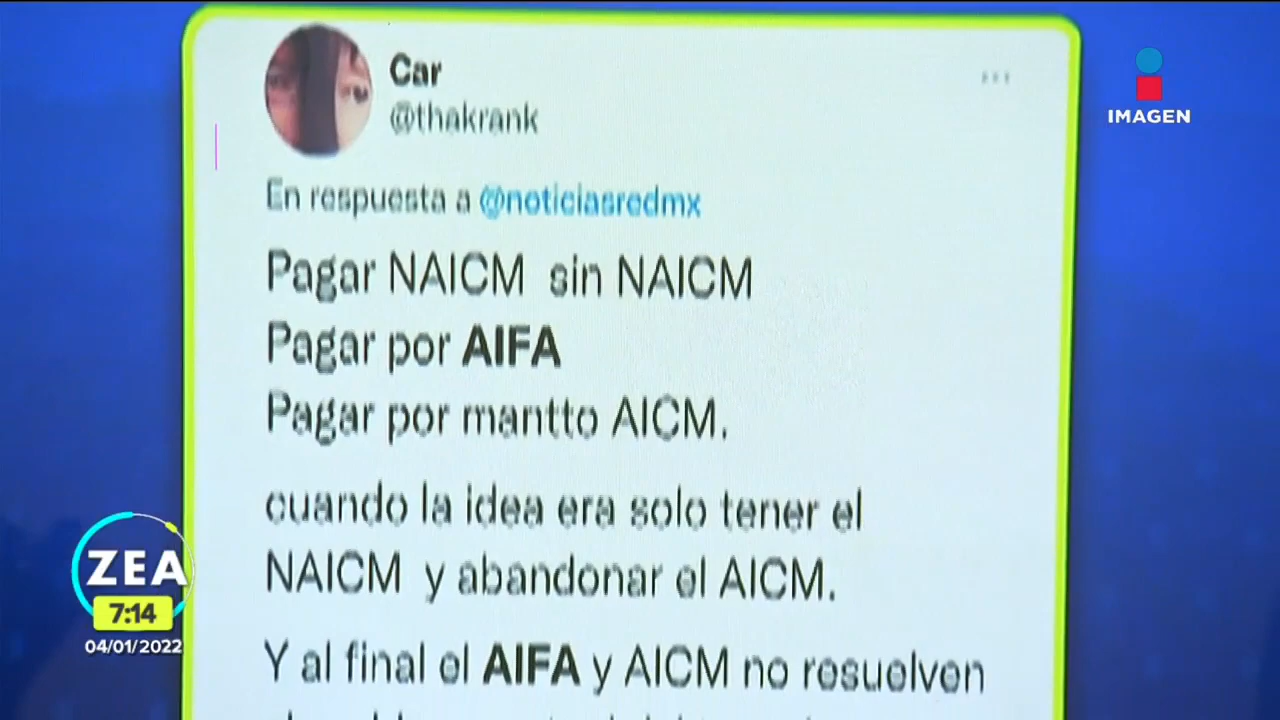 Car
@thakrank
IMAGEN
En respuesta a @noticiasredmx
Pagar NAICM sin NAICM
Pagar por AIFA
Pagar por mantto AICM.
cuando la idea era solo tener el
NAICM y abandonar el AICM.
Y al final el AIFA y AICM no resuelven
ZEA
7:14
04/01/2022